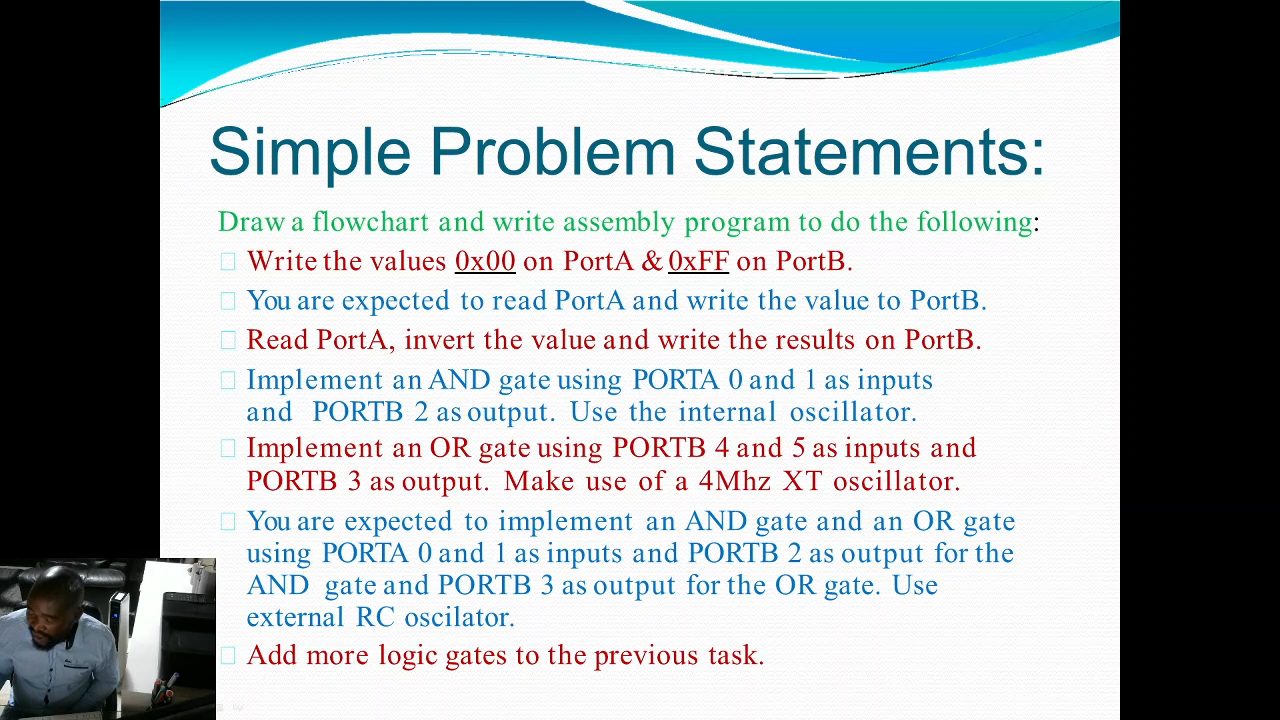 Simple Problem Statements:
Draw a flowchart and write assembly program to do the following:
Write the values 0x00 on PortA & 0xFF on PortB.
You are expected to read PortA and write the value to PortB.
Read PortA, invert the value and write the results on PortB.
Implement an AND gate using PORTA 0 and 1 as inputs
and PORTB 2 as output. Use the internal oscillator.
Implement an OR gate using PORTB 4 and 5 as inputs and
PORTB 3 as output. Make use of a 4Mhz XT oscillator.
You are expected to implement an AND gate and an OR gate
using PORTA 0 and 1 as inputs and PORTB 2 as output for the
AND gate and PORTB 3 as output for the OR gate. Use
external RC oscilator.
Add more logic gates to the previous task.